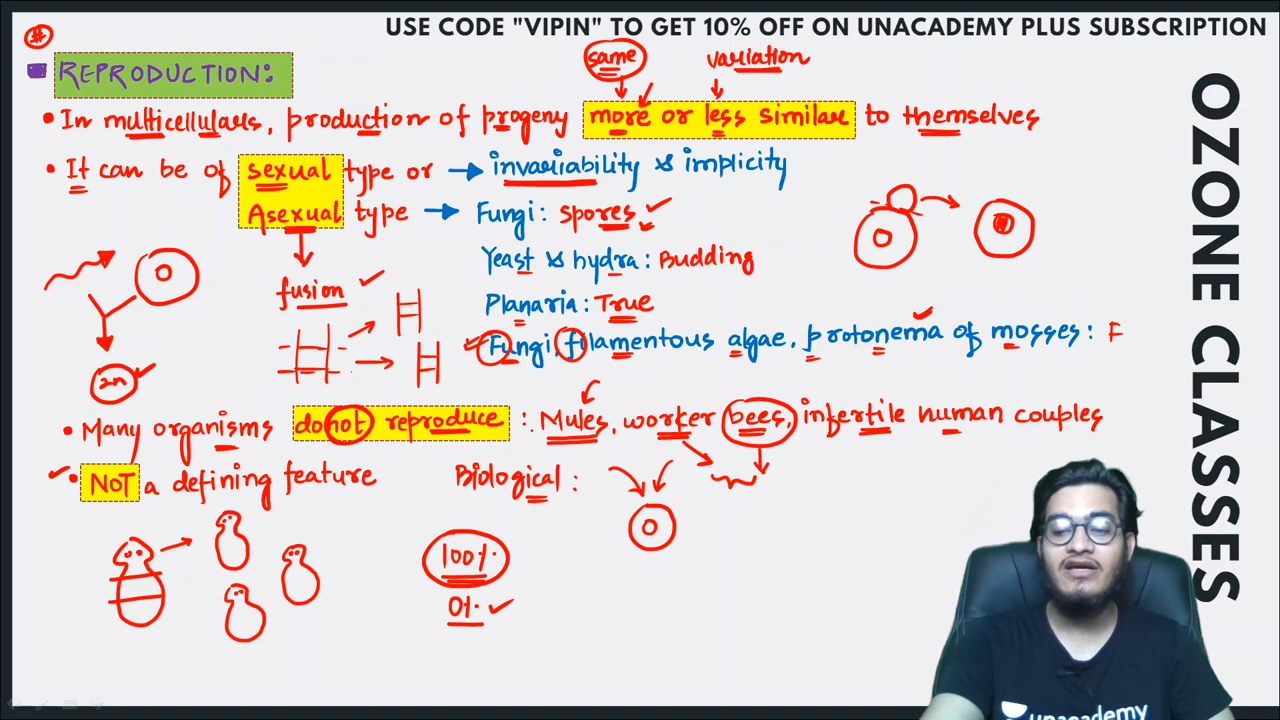 USE CODE "VIPIN" TO GET 10% OFF ON UNACADEMY PLUS SUBSCRIPTION
#
REPRODUCTION:
same
variation
• In multicellulars, production of progeny more or less similar to themselves
• It can be of sexual type or → invariability & implicity
Asexual type → Fungi: spores
fusion
Yeast & hydra: Budding
Planaria: True
Fungi, filamentous algae, protonema of mosses: F
2n
• Many organisms do not reproduce : Mules, worker bees, infertile human couples
• NOT a defining feature
Biological :
100%
0%
OZONE CLASSES
unacademy